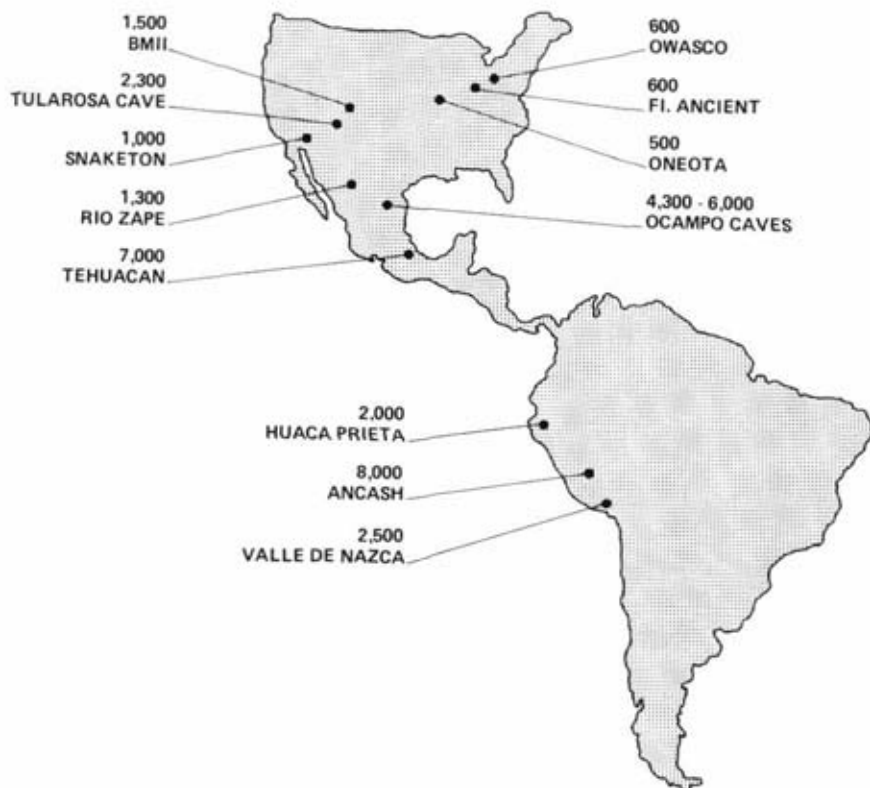 1,500
BMII
2,300
TULAROSA CAVE
1,000
SNAKETON
1,300
RIO ZAPE
7,000
TEHUACAN
600
OWASCO
600
FI. ANCIENT
500
ONEOTA
4,300 - 6,000
OCAMPO CAVES
2.000
HUACA PRIETA
8,000
ANCASH
2,500
VALLE DE NAZCA